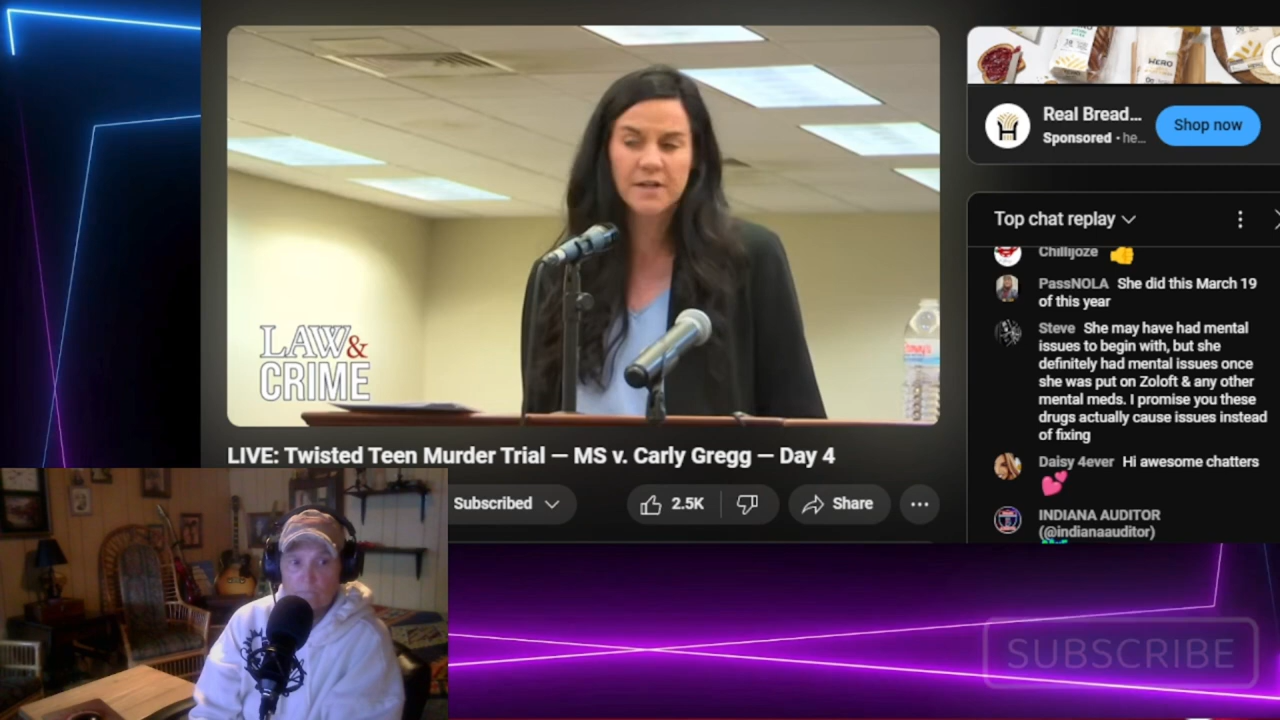 LAW&
CRIME
LIVE: Twisted Teen Murder Trial — MS v. Carly Gregg — Day 4
Subscribed
2.5K
Share
HERO
Real Bread...
Sponsored · he...
Shop now
Top chat replay
Chillijoze
PassNOLA She did this March 19
of this year
Steve She may have had mental
issues to begin with, but she
definitely had mental issues once
she was put on Zoloft & any other
mental meds. I promise you these
drugs actually cause issues instead
of fixing
Daisy 4ever Hi awesome chatters
INDIANA AUDITOR
(@indianaauditor)
SUBSCRIBE